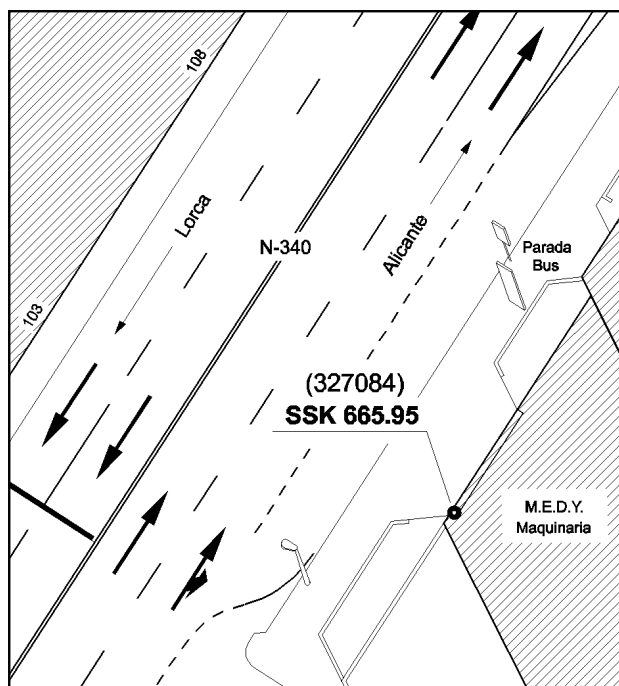 108
Lorca
N-340
Alicante
Parada
Bus
103
(327084)
SSK 665.95
M.E.D.Y.
Maquinaria